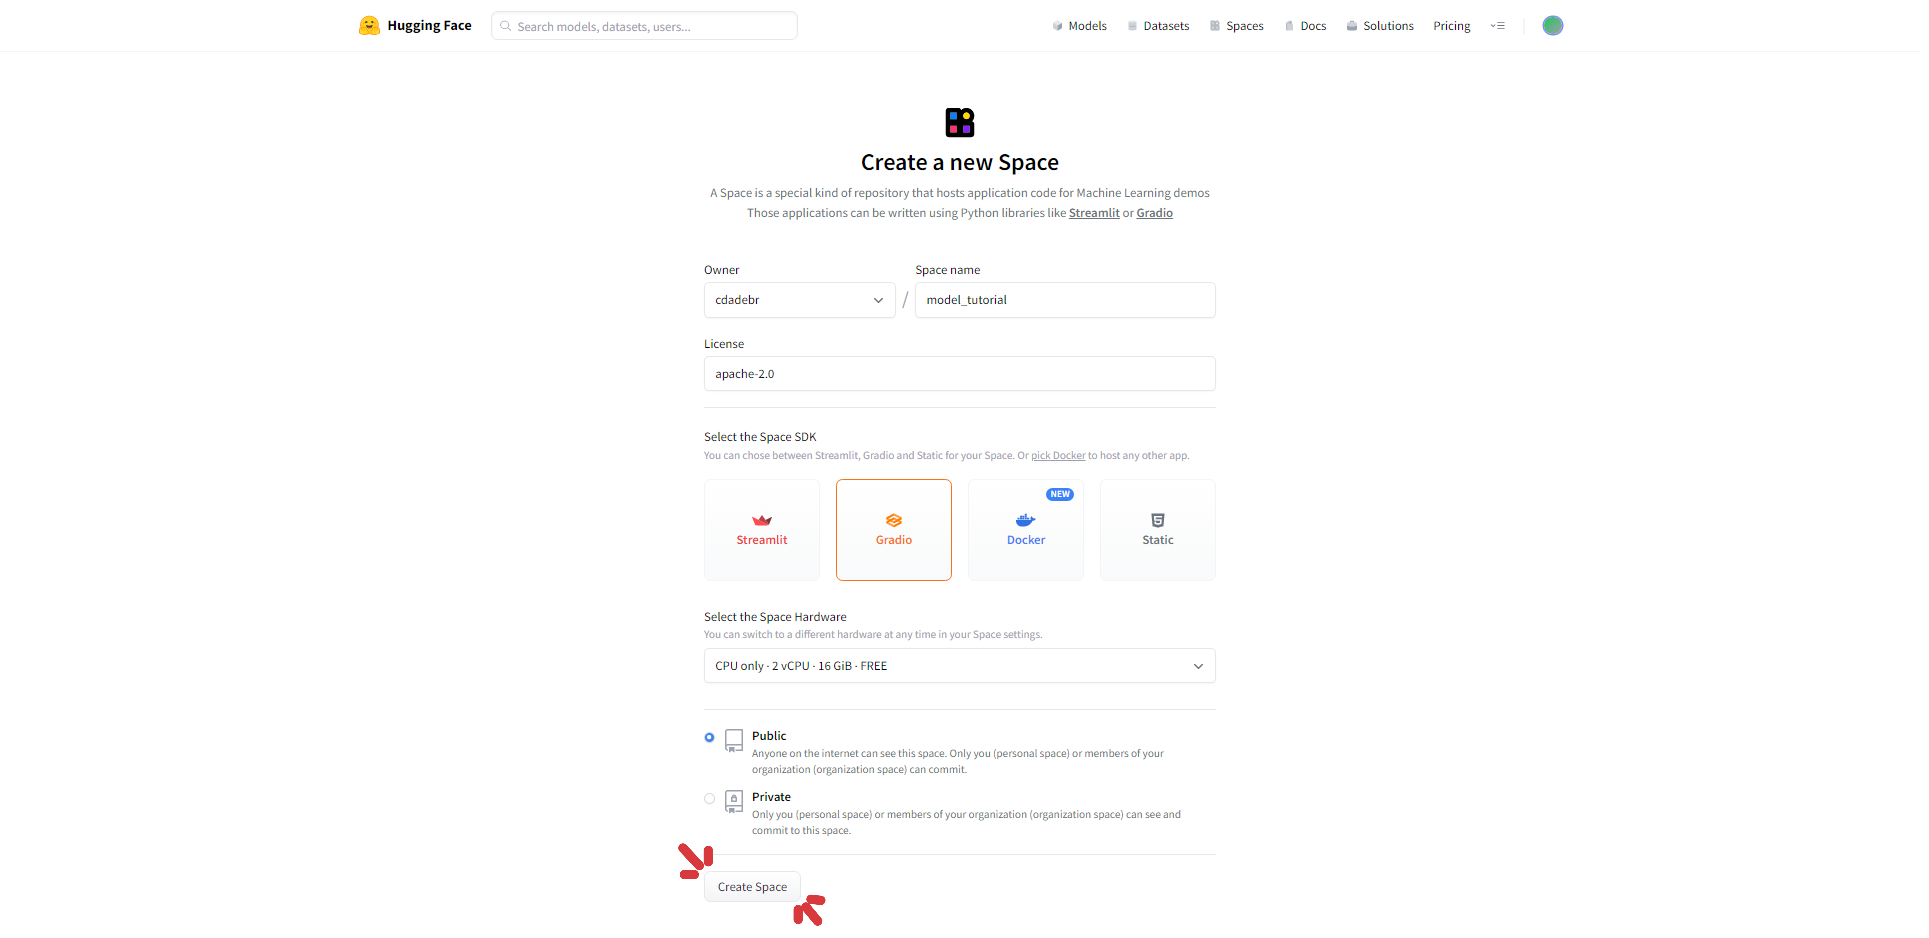 Hugging Face
Search models, datasets, users...
Models
Datasets
Spaces
Docs
Solutions
Pricing
Create a new Space
A Space is a special kind of repository that hosts application code for Machine Learning demos
Those applications can be written using Python libraries like Streamlit or Gradio
Owner
Space name
cdadebr
/
model_tutorial
License
apache-2.0
Select the Space SDK
You can chose between Streamlit, Gradio and Static for your Space. Or pick Docker to host any other app.
NEW
Streamlit
Gradio
Docker
Static
Select the Space Hardware
You can switch to a different hardware at any time in your Space settings.
CPU only · 2 vCPU · 16 GiB · FREE
Public
Anyone on the internet can see this space. Only you (personal space) or members of your
organization (organization space) can commit.
Private
Only you (personal space) or members of your organization (organization space) can see and
commit to this space.
Create Space